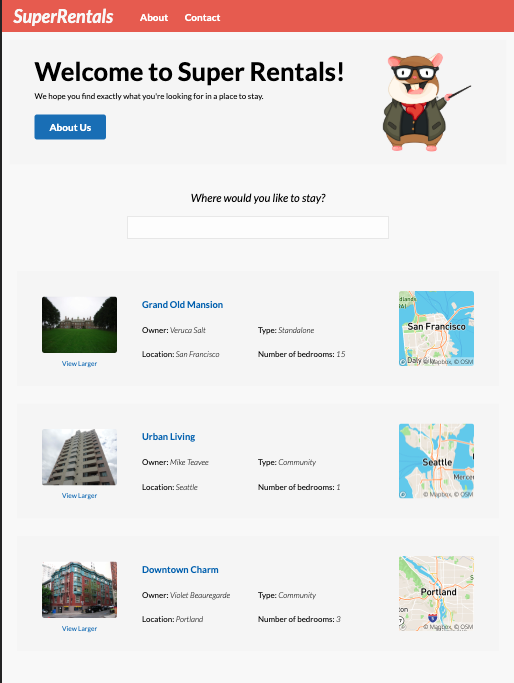 SuperRentals About Contact
Welcome to Super Rentals!
We hope you find exactly what you're looking for in a place to stay.
About Us
Where would you like to stay?
Grand Old Mansion
Owner: Veruca Salt Type: Standalone
Location: San Francisco Number of bedrooms: 15
View Larger
San Francisco
Daly City
© Mapbox, © OSM
Urban Living
Owner: Mike Teavee Type: Community
Location: Seattle Number of bedrooms: 1
View Larger
Seattle
Mercer
© Mapbox, © OSM
Downtown Charm
Owner: Violet Beauregarde Type: Community
Location: Portland Number of bedrooms: 3
View Larger
Portland
© Mapbox, © OSM